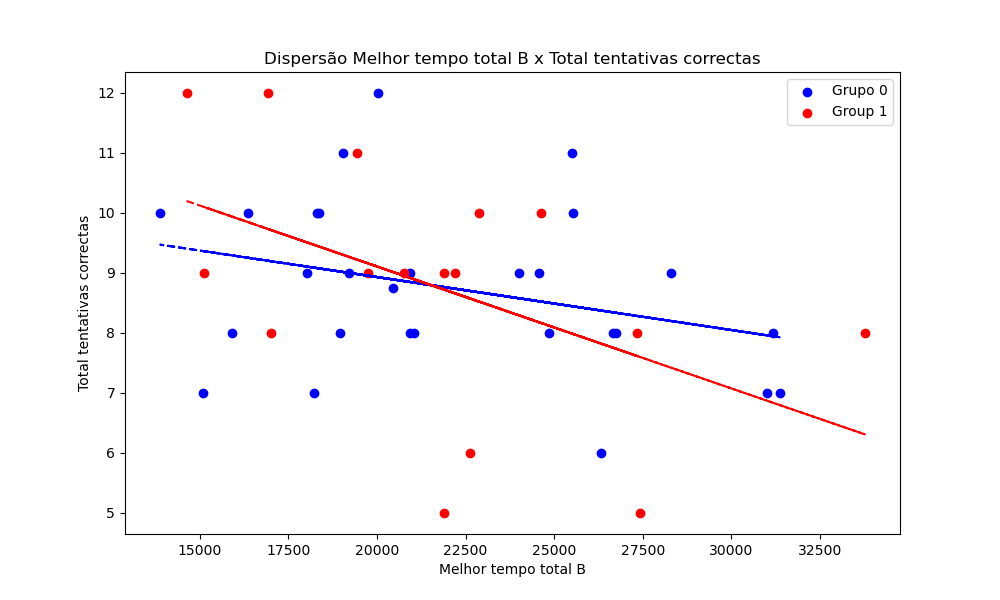 Dispersão Melhor tempo total B x Total tentativas correctas
Grupo 0
Group 1
Total tentativas correctas
12
11
10
9
8
7
6
5
15000 17500 20000 22500 25000 27500 30000 32500
Melhor tempo total B